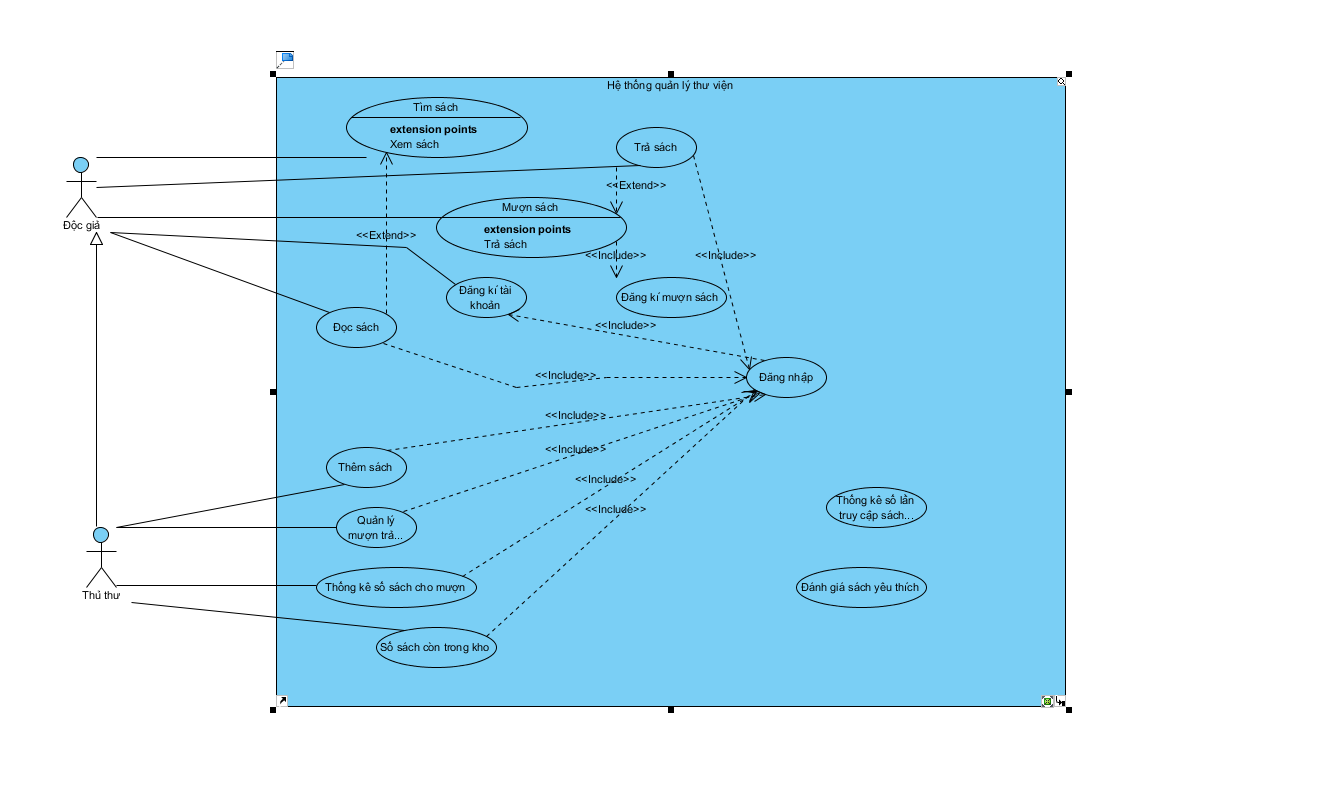 Hệ thống quản lý thư viện
Tìm sách
extension points
Xem sách
Trả sách
Độc giả
<<Extend>>
Mượn sách
extension points
Trả sách
<<Extend>>
<<Include>>
<<Include>>
Đăng kí tài
khoản
Đăng kí mượn sách
Đọc sách
<<Include>>
<<Include>>
Đăng nhập
<<Include>>
<<Include>>
Thêm sách
<<Include>>
<<Include>>
Thống kê số lần
truy cập sách...
Quản lý
mượn trả...
Thủ thư
Thống kê số sách cho mượn
Đánh giá sách yêu thích
Số sách còn trong kho